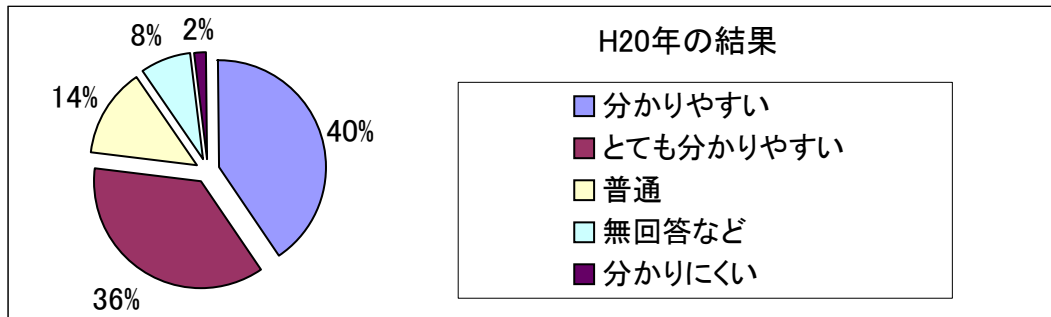 H20年の結果
8%
2%
14%
40%
36%
分かりやすい
とても分かりやすい
普通
無回答など
分かりにくい